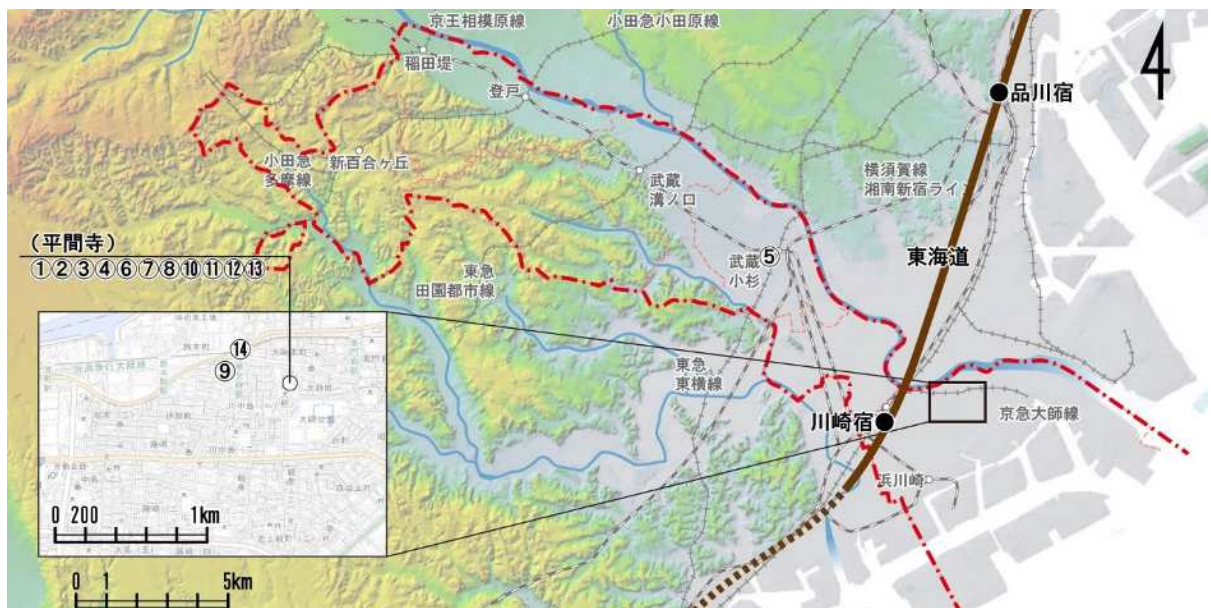 京王相模原線
小田急小田原線
稲田堤
登戸
品川宿
小田急
多摩線
新百合ヶ丘
武蔵
溝ノ口
横須賀線
湘南新宿ライン
(平間寺)
①②③④⑥⑦⑧⑩⑪⑫⑬
武蔵
小杉
⑤
東海道
東急
田園都市線
東急
東横線
⑭
⑨
川崎宿
京急大師線
浜川崎
0 200 1km
0 1 5km